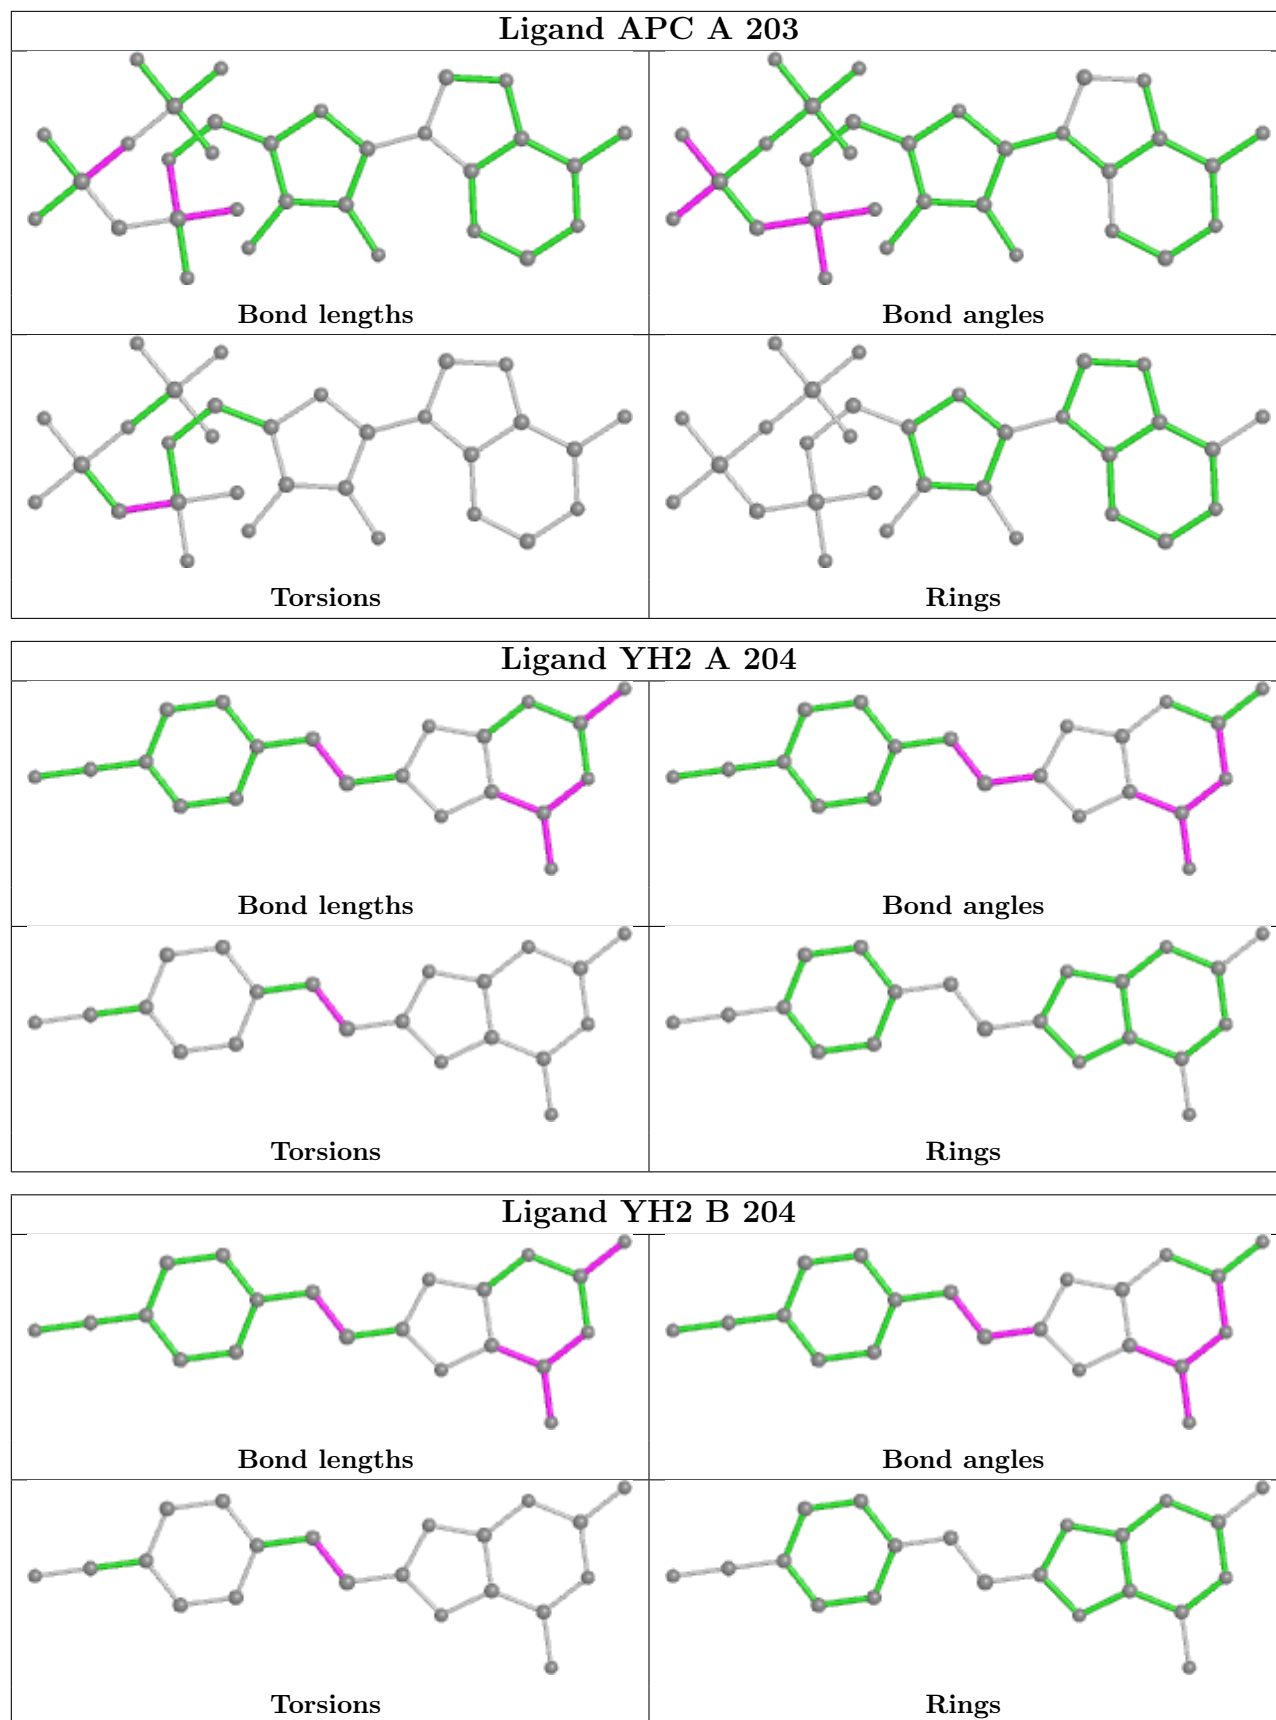 Ligand APC A 203
Bond lengths
Bond angles
Torsions
Rings
Ligand YH2 A 204
Bond lengths
Bond angles
Torsions
Rings
Ligand YH2 B 204
Bond lengths
Bond angles
Torsions
Rings